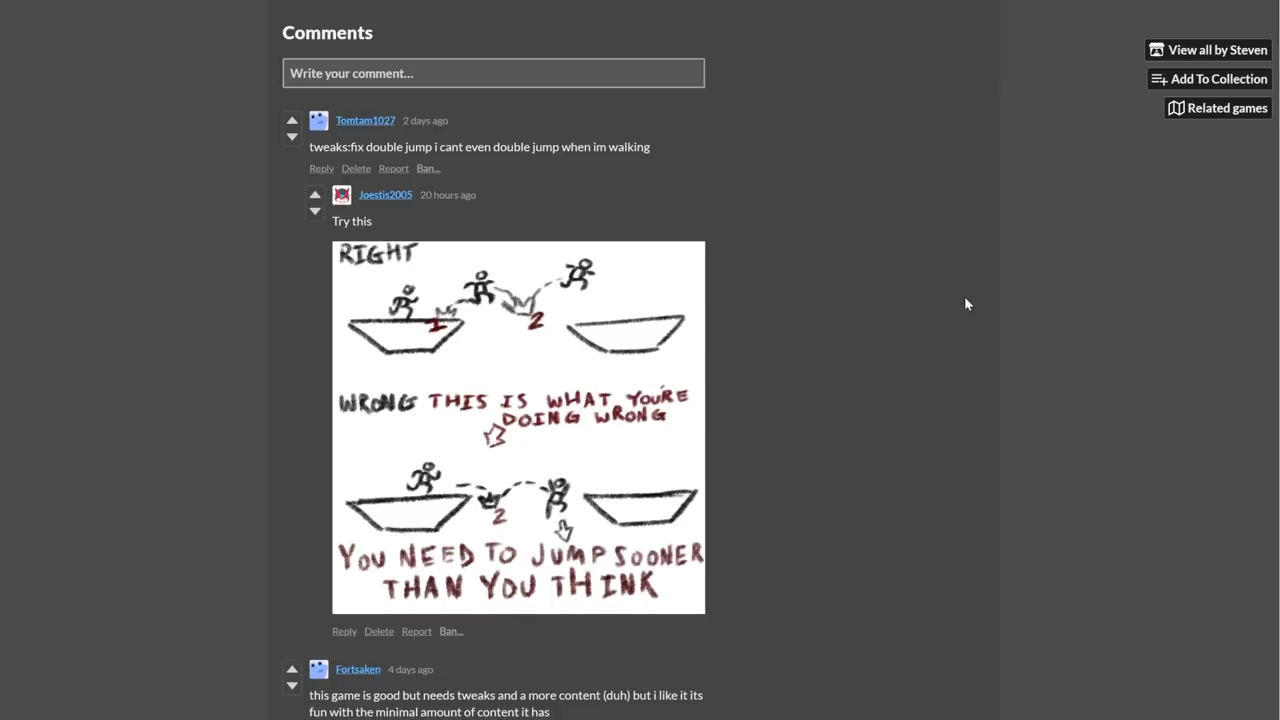 Comments
View all by Steven
Write your comment...
Add To Collection
Related games
Tomtam1027 2 days ago
tweaks:fix double jump i cant even double jump when im walking
Reply Delete Report Ban...
Joestis2005 20 hours ago
Try this
RIGHT
1
2
WRONG THIS IS WHAT YOU'RE
DOING WRONG
2
YOU NEED TO JUMP SOONER
THAN YOU THINK
Reply Delete Report Ban...
Fortsaken 4 days ago
this game is good but needs tweaks and a more content (duh) but i like it its
fun with the minimal amount of content it has